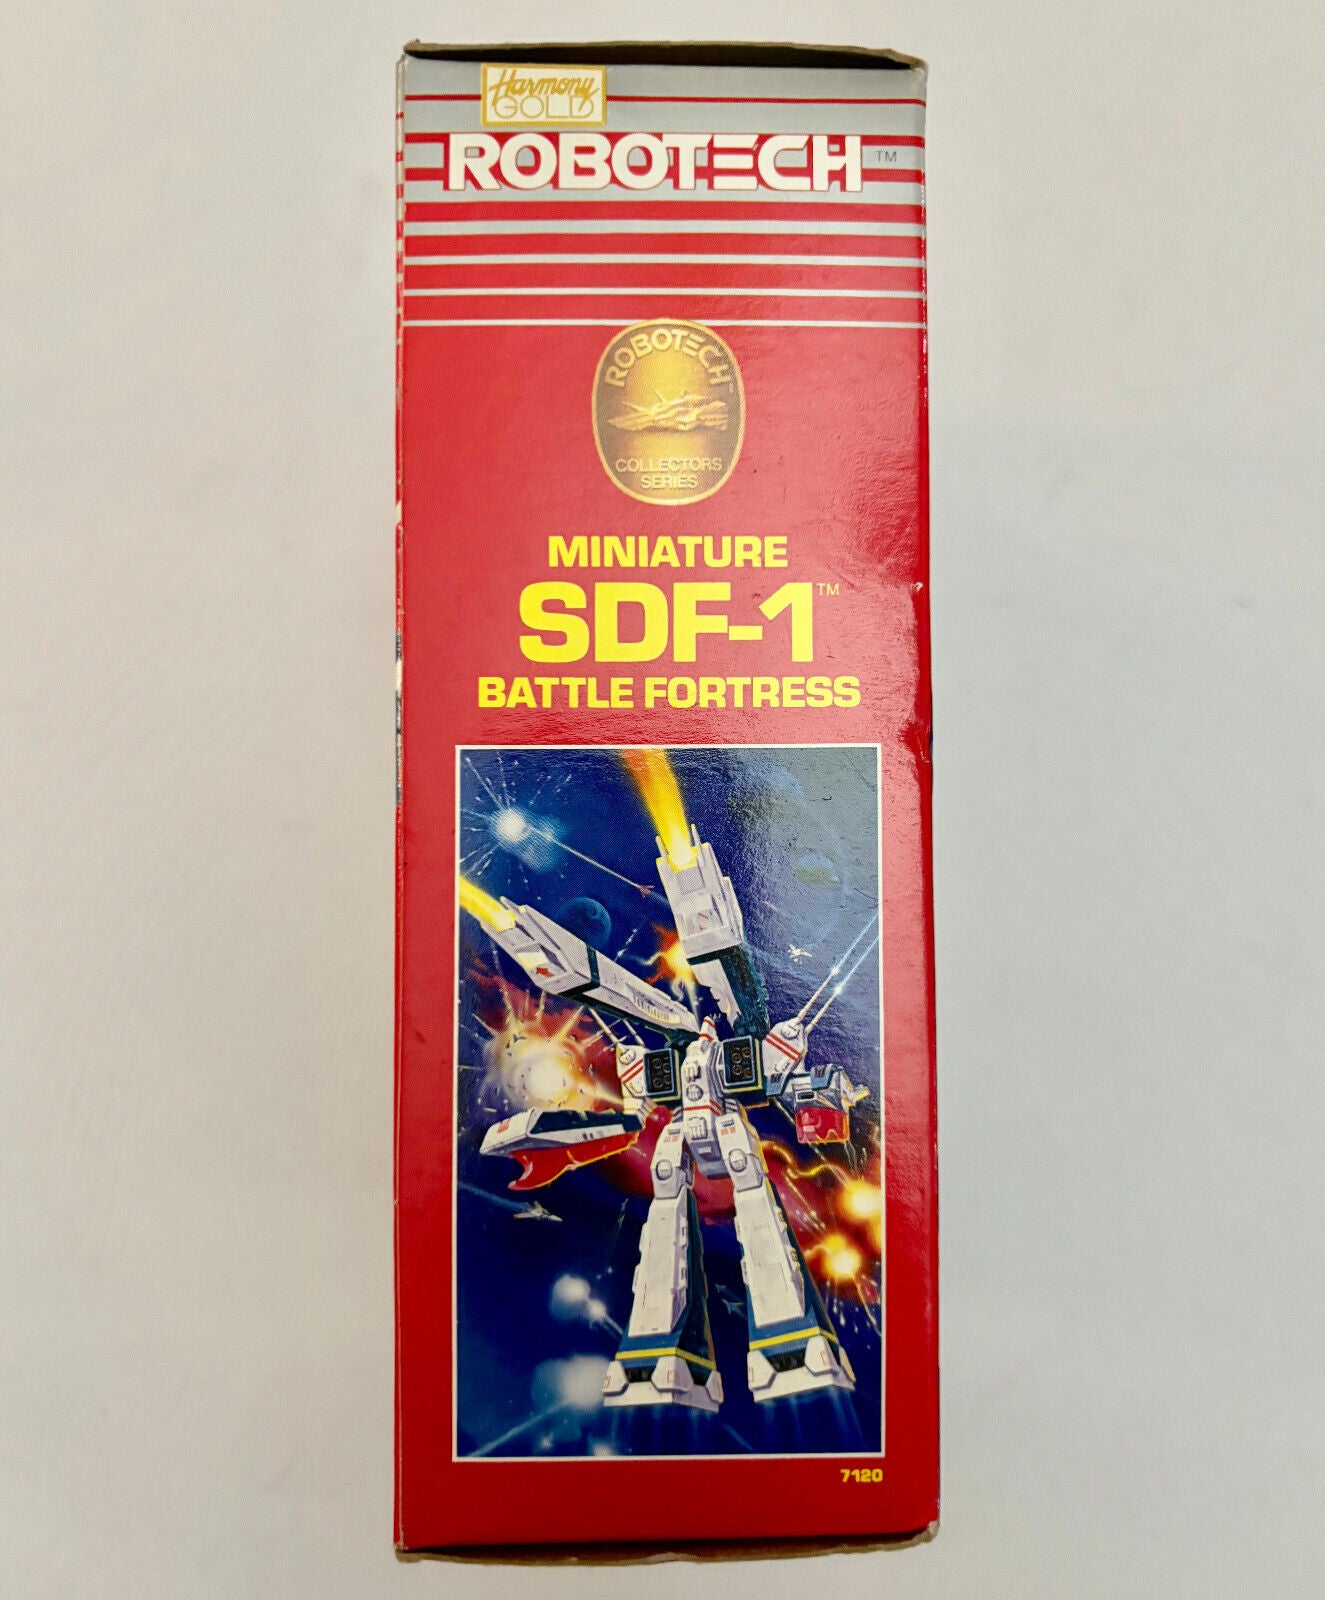 Harmony
GOLD
ROBOTECH TM
ROBOTECH
COLLECTORS
SERIES
MINIATURE
SDF-1 TM
BATTLE FORTRESS
7120